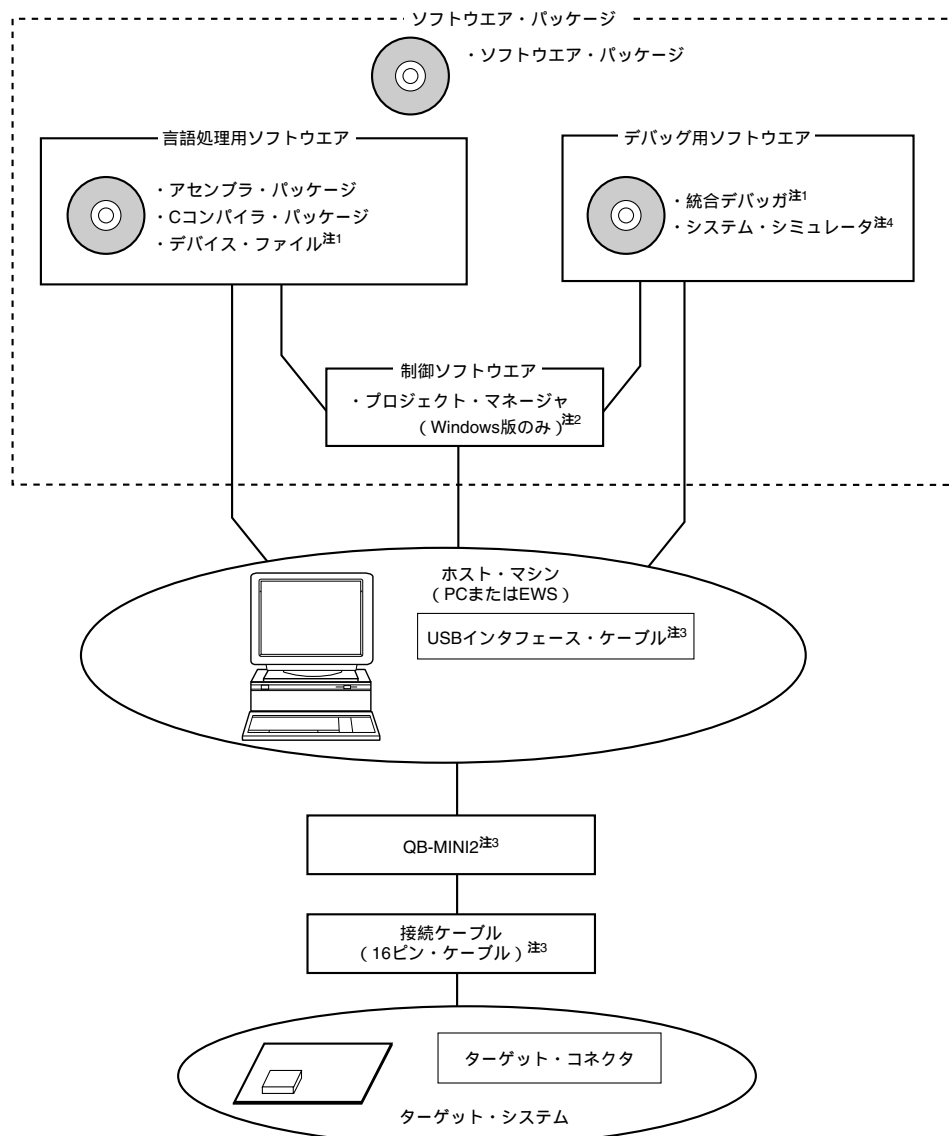 ソフトウエア・パッケージ
・ソフトウエア・パッケージ
言語処理用ソフトウエア
・アセンブラ・パッケージ
・Cコンパイラ・パッケージ
・デバイス・ファイル注1
デバッグ用ソフトウエア
・統合デバッガ注1
・システム・シミュレータ注4
制御ソフトウエア
・プロジェクト・マネージャ
(Windows版のみ)注2
ホスト・マシン
(PCまたはEWS)
USBインタフェース・ケーブル注3
QB-MINI2注3
接続ケーブル
(16ピン・ケーブル)注3
ターゲット・コネクタ
ターゲット・システム